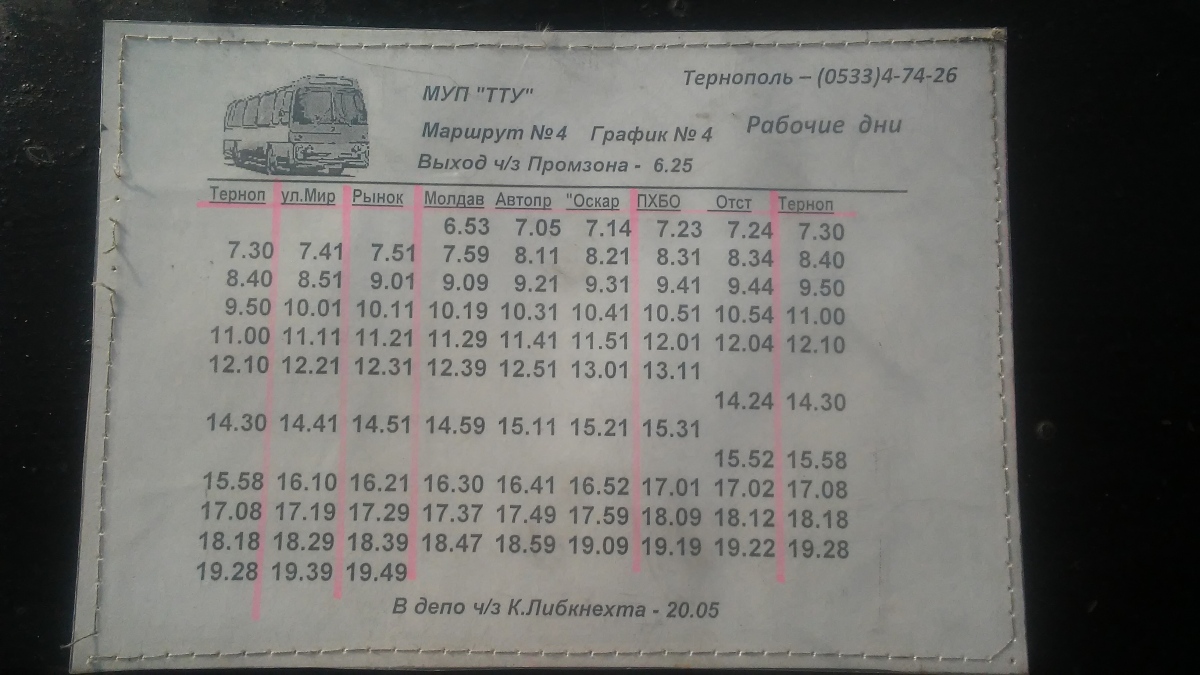 Тернополь – (0533)4-74-26
МУП "ТТУ"
Маршрут №4 График № 4 Рабочие дни
Выход ч/з Промзона - 6.25
Терноп ул.Мир Рынок Молдав Автопр "Оскар ПХБО Отст Терноп
6.53 7.05 7.14 7.23 7.24 7.30
7.30 7.41 7.51 7.59 8.11 8.21 8.31 8.34 8.40
8.40 8.51 9.01 9.09 9.21 9.31 9.41 9.44 9.50
9.50 10.01 10.11 10.19 10.31 10.41 10.51 10.54 11.00
11.00 11.11 11.21 11.29 11.41 11.51 12.01 12.04 12.10
12.10 12.21 12.31 12.39 12.51 13.01 13.11
14.24 14.30
14.30 14.41 14.51 14.59 15.11 15.21 15.31
15.52 15.58
15.58 16.10 16.21 16.30 16.41 16.52 17.01 17.02 17.08
17.08 17.19 17.29 17.37 17.49 17.59 18.09 18.12 18.18
18.18 18.29 18.39 18.47 18.59 19.09 19.19 19.22 19.28
19.28 19.39 19.49
В депо ч/з К.Либкнехта - 20.05